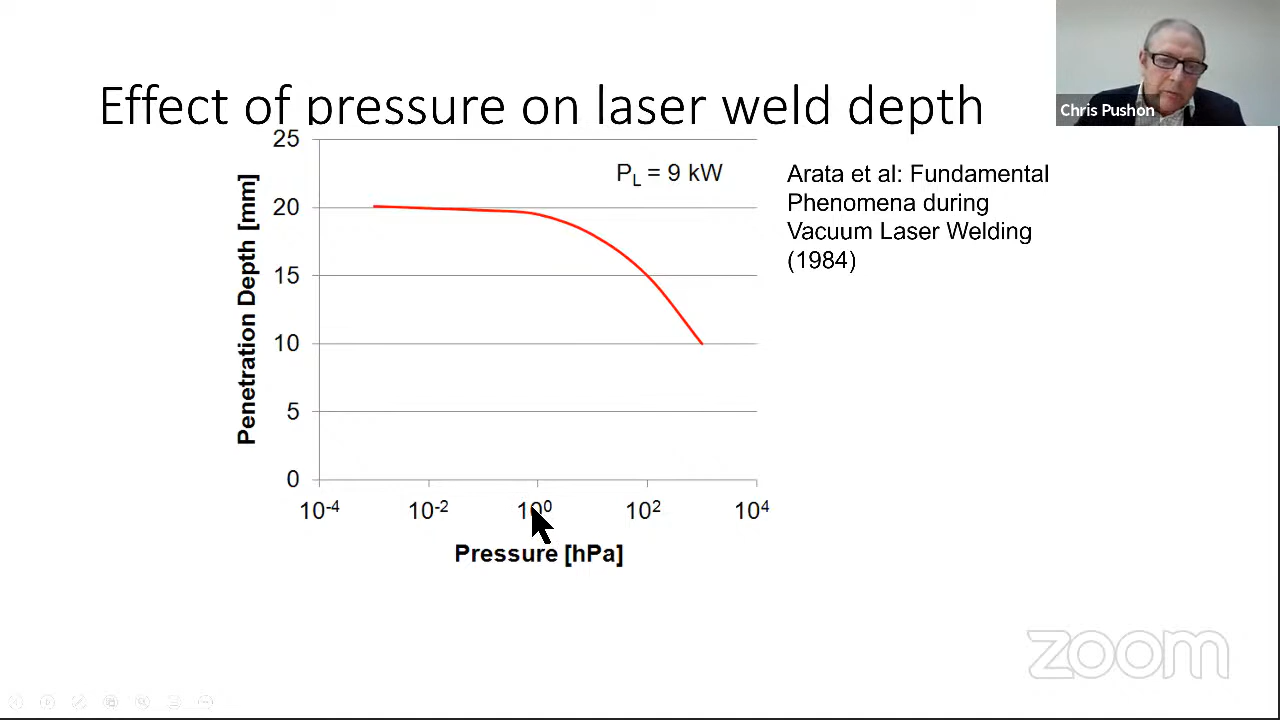 Effect of pressure on laser weld depth
Chris Pushon
25
20
15
10
5
0
Penetration Depth [mm]
P_L = 9 kW
10^-4 10^-2 10^0 10^2 10^4
Pressure [hPa]
Arata et al: Fundamental
Phenomena during
Vacuum Laser Welding
(1984)
zoom